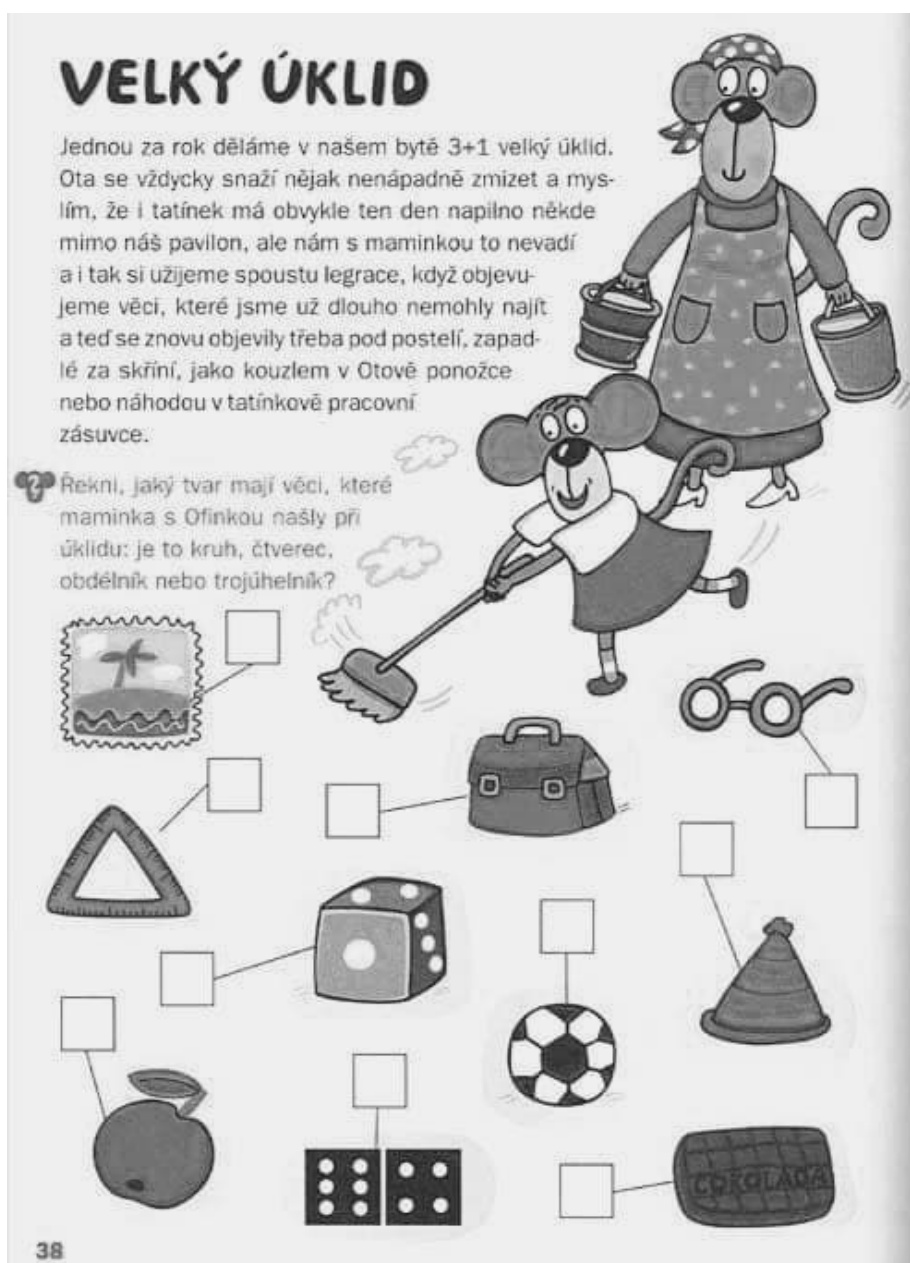 VELKÝ ÚKLID
Jednou za rok děláme v našem bytě 3+1 velký úklid.
Ota se vždycky snaží nějak nenápadně zmizet a mys-
lím, že i tatínek má obvykle ten den napilno někde
mimo náš pavilon, ale nám s maminkou to nevadí
a i tak si užijeme spoustu legrace, když objevu-
jeme věci, které jsme už dlouho nemohly najít
a teď se znovu objevily třeba pod postelí, zapad-
lé za skříní, jako kouzlem v Otově ponožce
nebo náhodou v tatínkově pracovní
zásuvce.
? Řekni, jaký tvar mají věci, které
maminka s Ofinkou našly při
úklidu: je to kruh, čtverec,
obdélník nebo trojúhelník?
ČOKOLÁDA
38